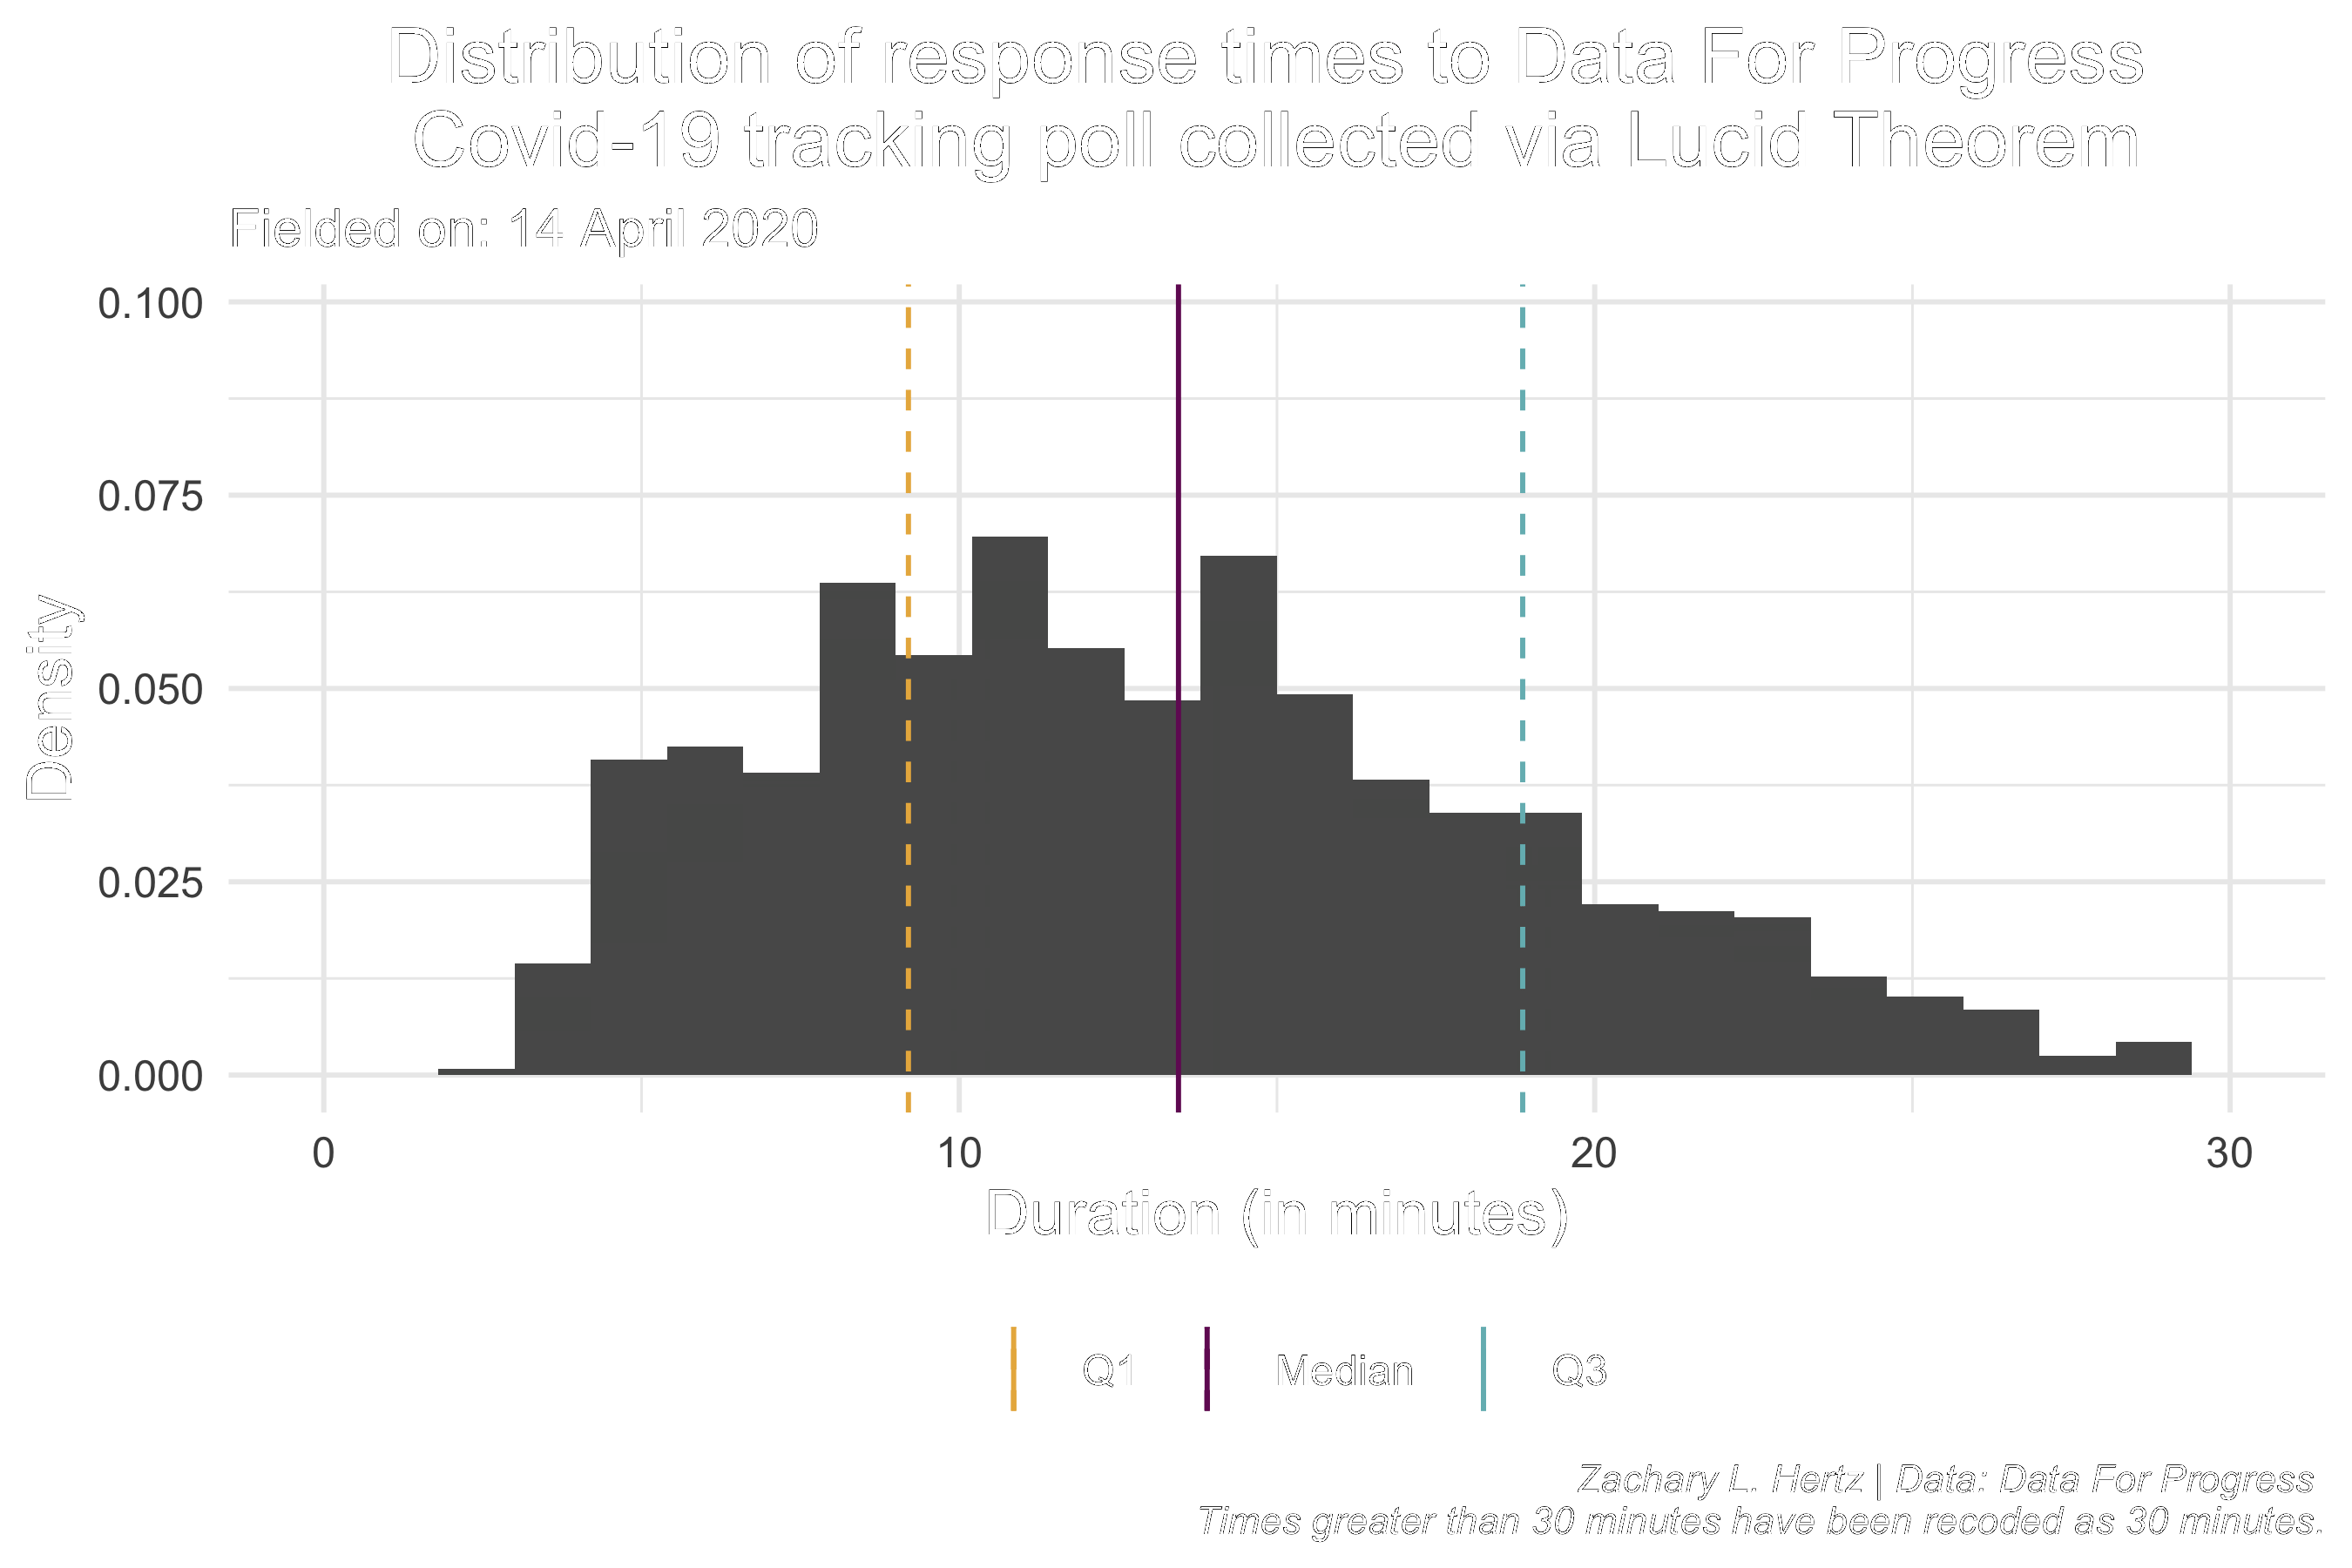 Distribution of response times to Data For Progress
Covid-19 tracking poll collected via Lucid Theorem
Fielded on: 14 April 2020
0.100
0.075
0.050
0.025
0.000
Density
0 10 20 30
Duration (in minutes)
Q1 Median Q3
Zachary L. Hertz | Data: Data For Progress
Times greater than 30 minutes have been recoded as 30 minutes.